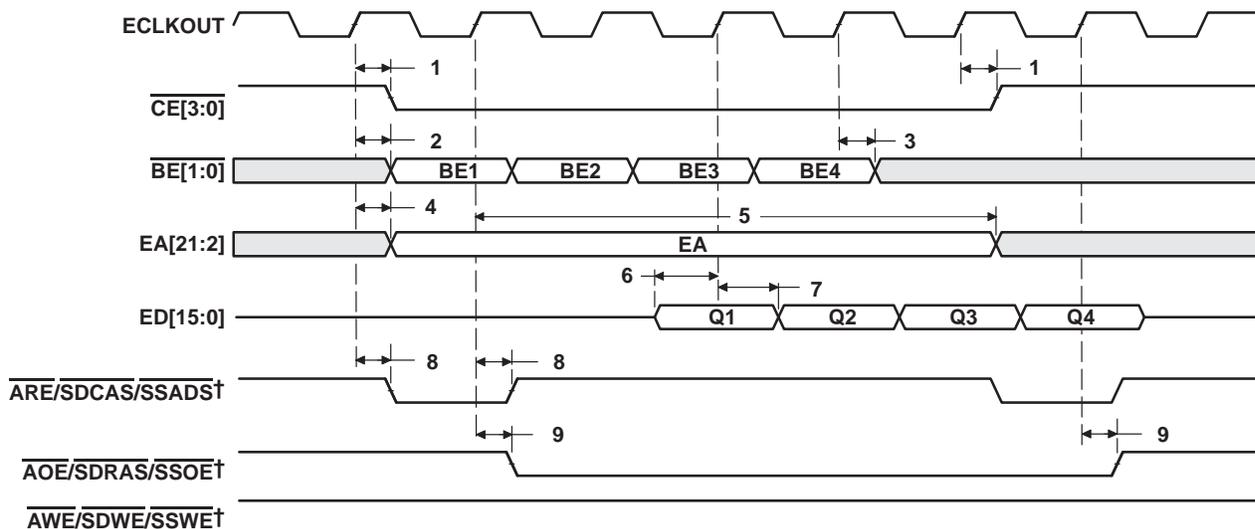 ECLKOUT
1 1
CE[3:0]
2 3
BE[1:0] BE1 BE2 BE3 BE4
4 5
EA[21:2] EA
6 7
ED[15:0] Q1 Q2 Q3 Q4
8 8
ARE/SDCAS/SSADS†
9 9
AOE/SDRAS/SSOE†
AWE/SDWE/SSWE†